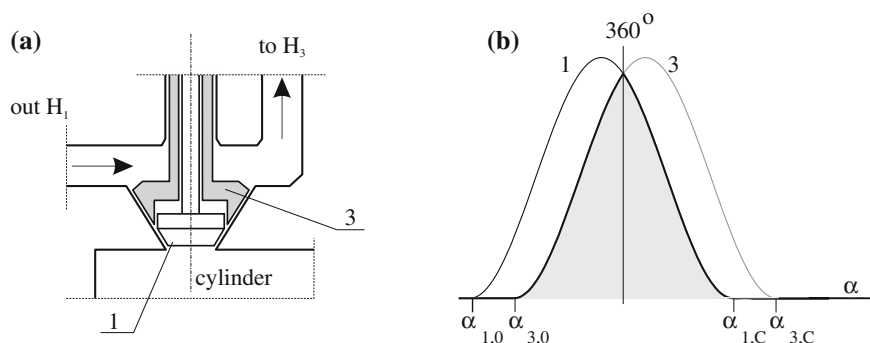 (a)
to H3
out H1
3
cylinder
1
(b)
360°
1
3
α
α1,0
α3,0
α1,C
α3,C